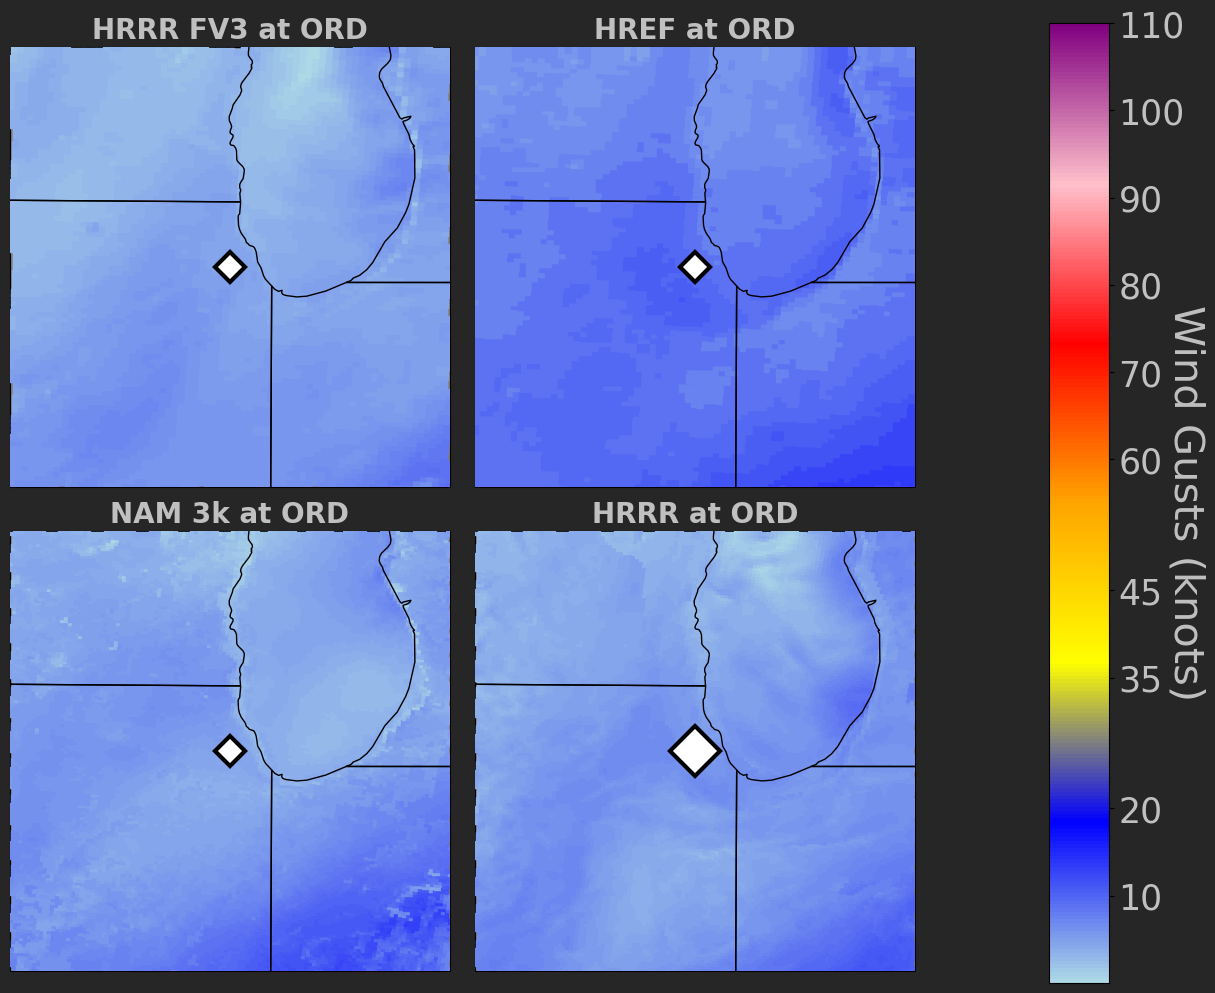 HRRR FV3 at ORD
HREF at ORD
NAM 3k at ORD
HRRR at ORD
110
100
90
80
70
60
45
35
20
10
Wind Gusts (knots)